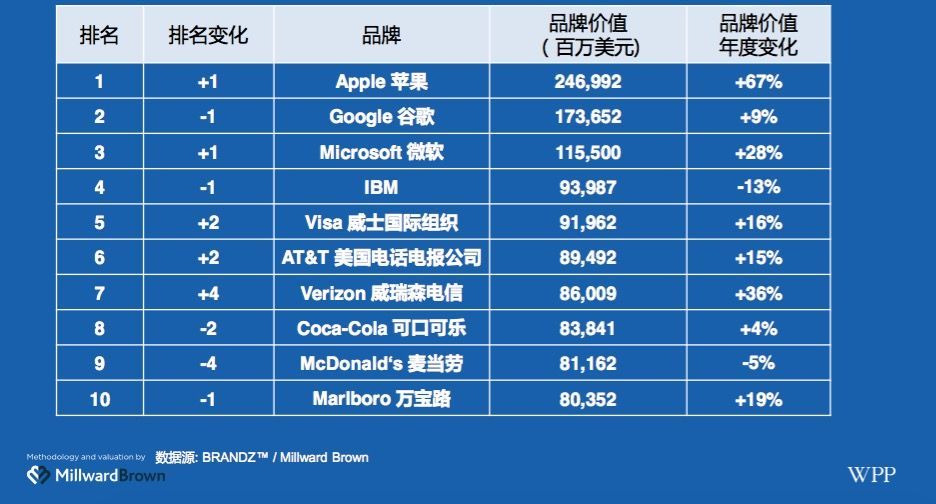 排名 排名变化 品牌 品牌价值 品牌价值
( 百万美元) 年度变化
1 +1 Apple 苹果 246,992 +67%
2 -1 Google 谷歌 173,652 +9%
3 +1 Microsoft 微软 115,500 +28%
4 -1 IBM 93,987 -13%
5 +2 Visa 威士国际组织 91,962 +16%
6 +2 AT&T 美国电话电报公司 89,492 +15%
7 +4 Verizon 威瑞森电信 86,009 +36%
8 -2 Coca-Cola 可口可乐 83,841 +4%
9 -4 McDonald‘s 麦当劳 81,162 -5%
10 -1 Marlboro 万宝路 80,352 +19%
Methodology and valuation by 数据源: BRANDZ™ / Millward Brown
MillwardBrown WPP